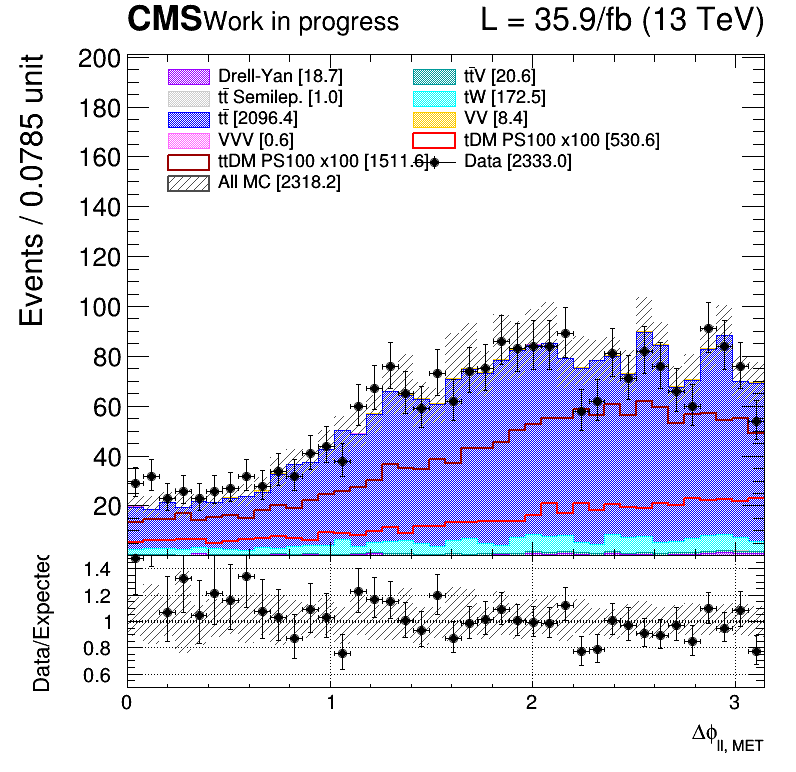 CMS Work in progress L = 35.9/fb (13 TeV)
Events / 0.0785 unit
200
180
160
140
120
100
80
60
40
20
Drell-Yan [18.7] tt̄V [20.6]
tt̄ Semilep. [1.0] tW [172.5]
tt̄ [2096.4] VV [8.4]
VVV [0.6] tDM PS100 x100 [530.6]
ttDM PS100 x100 [1511.6] Data [2333.0]
All MC [2318.2]
Data/Expected
1.4
1.2
1
0.8
0.6
0 1 2 3
Δϕll, MET